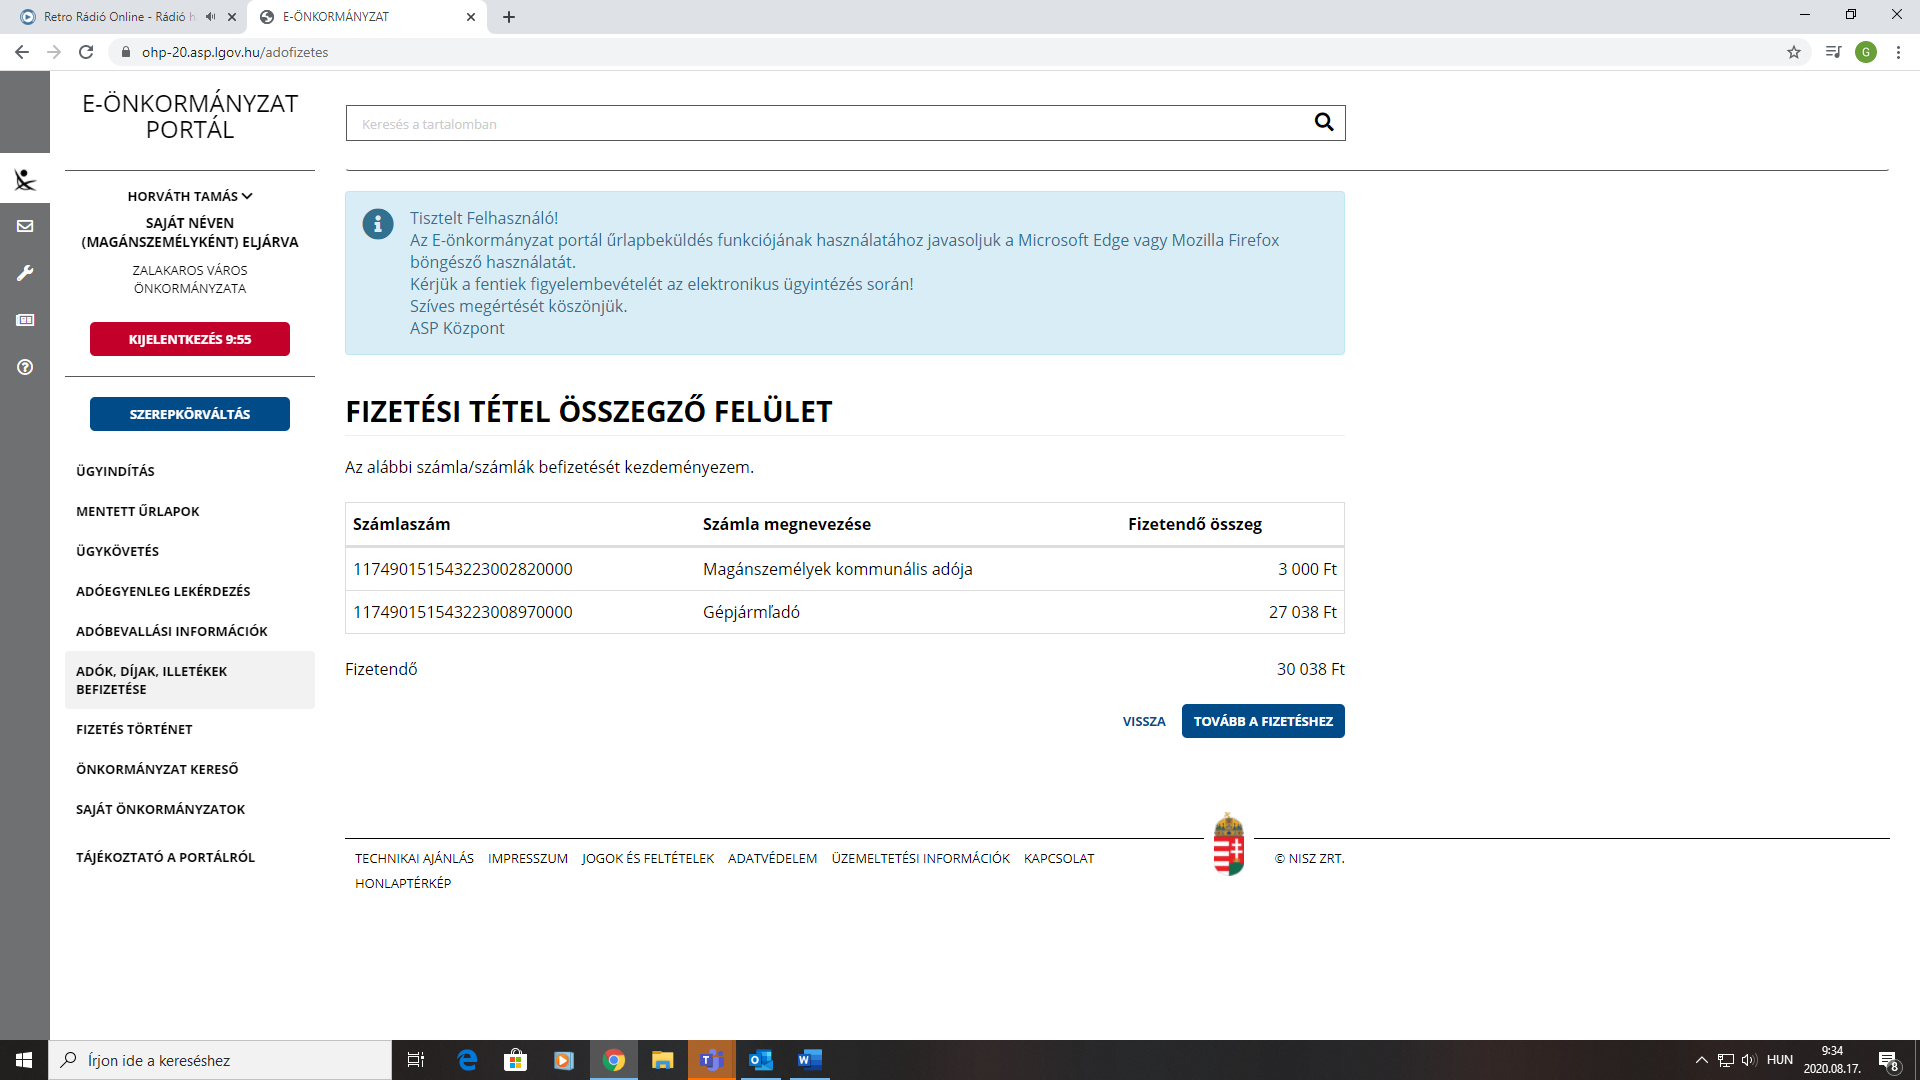 Retro Rádió Online - Rádió h
E-ÖNKORMÁNYZAT
ohp-20.asp.lgov.hu/adofizetes
G
E-ÖNKORMÁNYZAT
PORTÁL
Keresés a tartalomban
HORVÁTH TAMÁS
SAJÁT NÉVEN
(MAGÁNSZEMÉLYKÉNT) ELJÁRVA
ZALAKAROS VÁROS
ÖNKORMÁNYZATA
KIJELENTKEZÉS 9:55
SZEREPKÖRVÁLTÁS
ÜGYINDÍTÁS
MENTETT ŰRLAPOK
ÜGYKÖVETÉS
ADÓEGYENLEG LEKÉRDEZÉS
ADÓBEVALLÁSI INFORMÁCIÓK
ADÓK, DÍJAK, ILLETÉKEK
BEFIZETÉSE
FIZETÉS TÖRTÉNET
ÖNKORMÁNYZAT KERESŐ
SAJÁT ÖNKORMÁNYZATOK
TÁJÉKOZTATÓ A PORTÁLRÓL
Tisztelt Felhasználó!
Az E-önkormányzat portál űrlapbeküldés funkciójának használatához javasoljuk a Microsoft Edge vagy Mozilla Firefox
böngésző használatát.
Kérjük a fentiek figyelembevételét az elektronikus ügyintézés során!
Szíves megértését köszönjük.
ASP Központ
FIZETÉSI TÉTEL ÖSSZEGZŐ FELÜLET
Az alábbi számla/számlák befizetését kezdeményezem.
Számlaszám Számla megnevezése Fizetendő összeg
117490151543223002820000 Magánszemélyek kommunális adója 3 000 Ft
117490151543223008970000 Gépjármľadó 27 038 Ft
Fizetendő 30 038 Ft
VISSZA TOVÁBB A FIZETÉSHEZ
TECHNIKAI AJÁNLÁS IMPRESSZUM JOGOK ÉS FELTÉTELEK ADATVÉDELEM ÜZEMELTETÉSI INFORMÁCIÓK KAPCSOLAT
HONLAPTÉRKÉP
© NISZ ZRT.
Írjon ide a kereséshez
HUN
9:34
2020.08.17.
8